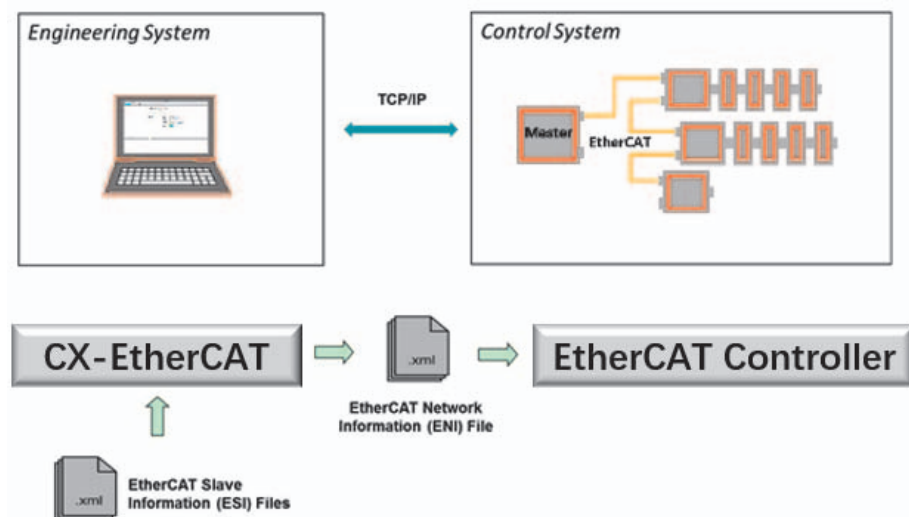 Engineering System
Control System
TCP/IP
Master
EtherCAT
CX-EtherCAT
.xml
EtherCAT Controller
EtherCAT Network
Information (ENI) File
.xml
EtherCAT Slave
Information (ESI) Files